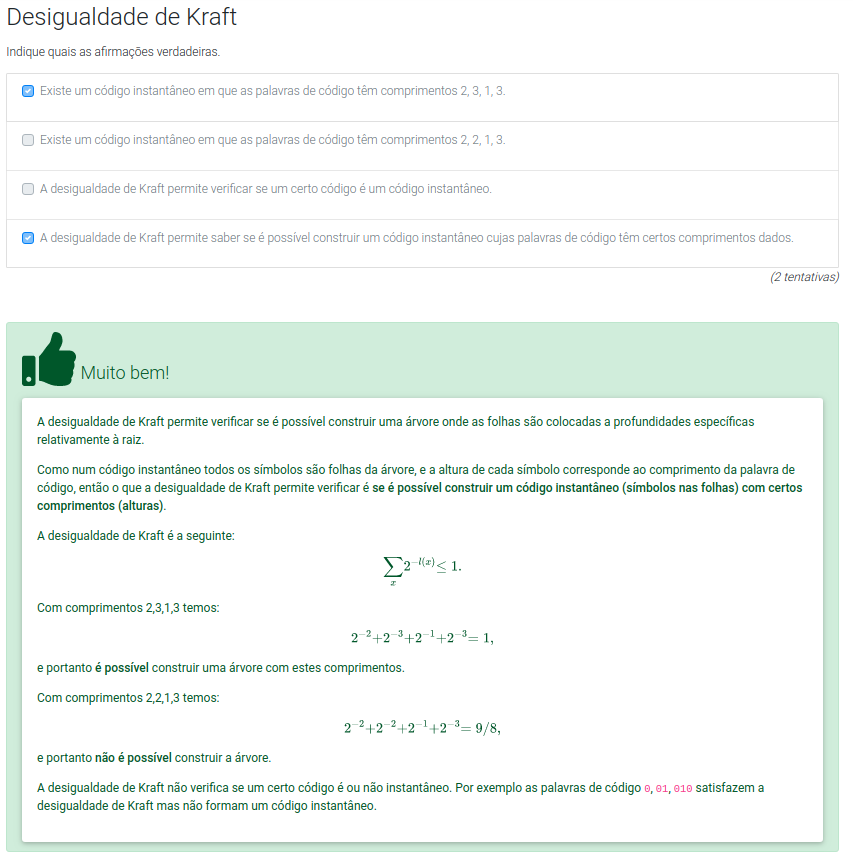 Desigualdade de Kraft
Indique quais as afirmações verdadeiras.
Existe um código instantâneo em que as palavras de código têm comprimentos 2, 3, 1, 3.
Existe um código instantâneo em que as palavras de código têm comprimentos 2, 2, 1, 3.
A desigualdade de Kraft permite verificar se um certo código é um código instantâneo.
A desigualdade de Kraft permite saber se é possível construir um código instantâneo cujas palavras de código têm certos comprimentos dados.
(2 tentativas)
Muito bem!
A desigualdade de Kraft permite verificar se é possível construir uma árvore onde as folhas são colocadas a profundidades específicas
relativamente à raiz.
Como num código instantâneo todos os símbolos são folhas da árvore, e a altura de cada símbolo corresponde ao comprimento da palavra de
código, então o que a desigualdade de Kraft permite verificar é se é possível construir um código instantâneo (símbolos nas folhas) com certos
comprimentos (alturas).
A desigualdade de Kraft é a seguinte:
∑ₓ 2^{-l(x)} ≤ 1.
Com comprimentos 2,3,1,3 temos:
2⁻²+2⁻³+2⁻¹+2⁻³= 1,
e portanto é possível construir uma árvore com estes comprimentos.
Com comprimentos 2,2,1,3 temos:
2⁻²+2⁻²+2⁻¹+2⁻³= 9/8,
e portanto não é possível construir a árvore.
A desigualdade de Kraft não verifica se um certo código é ou não instantâneo. Por exemplo as palavras de código 0, 01, 010 satisfazem a
desigualdade de Kraft mas não formam um código instantâneo.